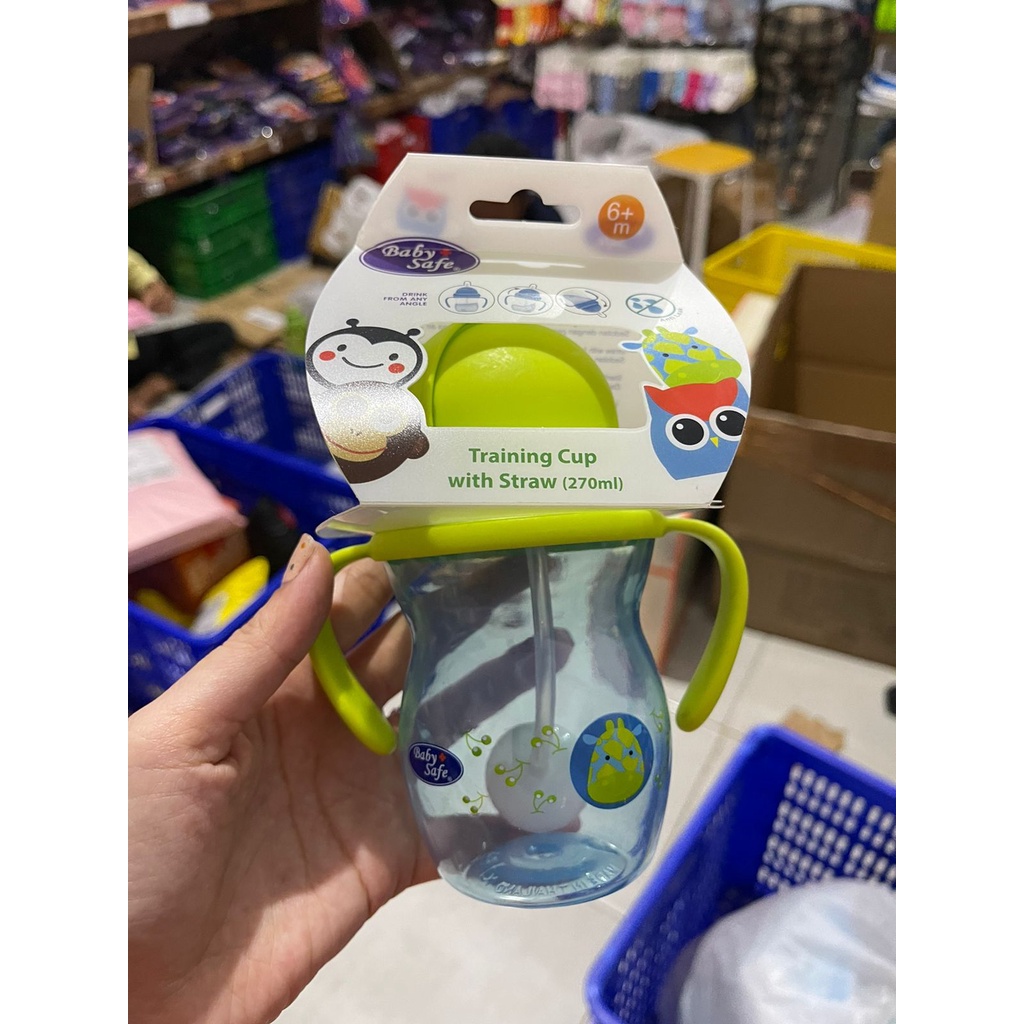 6+
m
Baby
Safe
DRINK
FROM ANY
ANGLE
Training Cup
with Straw (270ml)
Baby
Safe